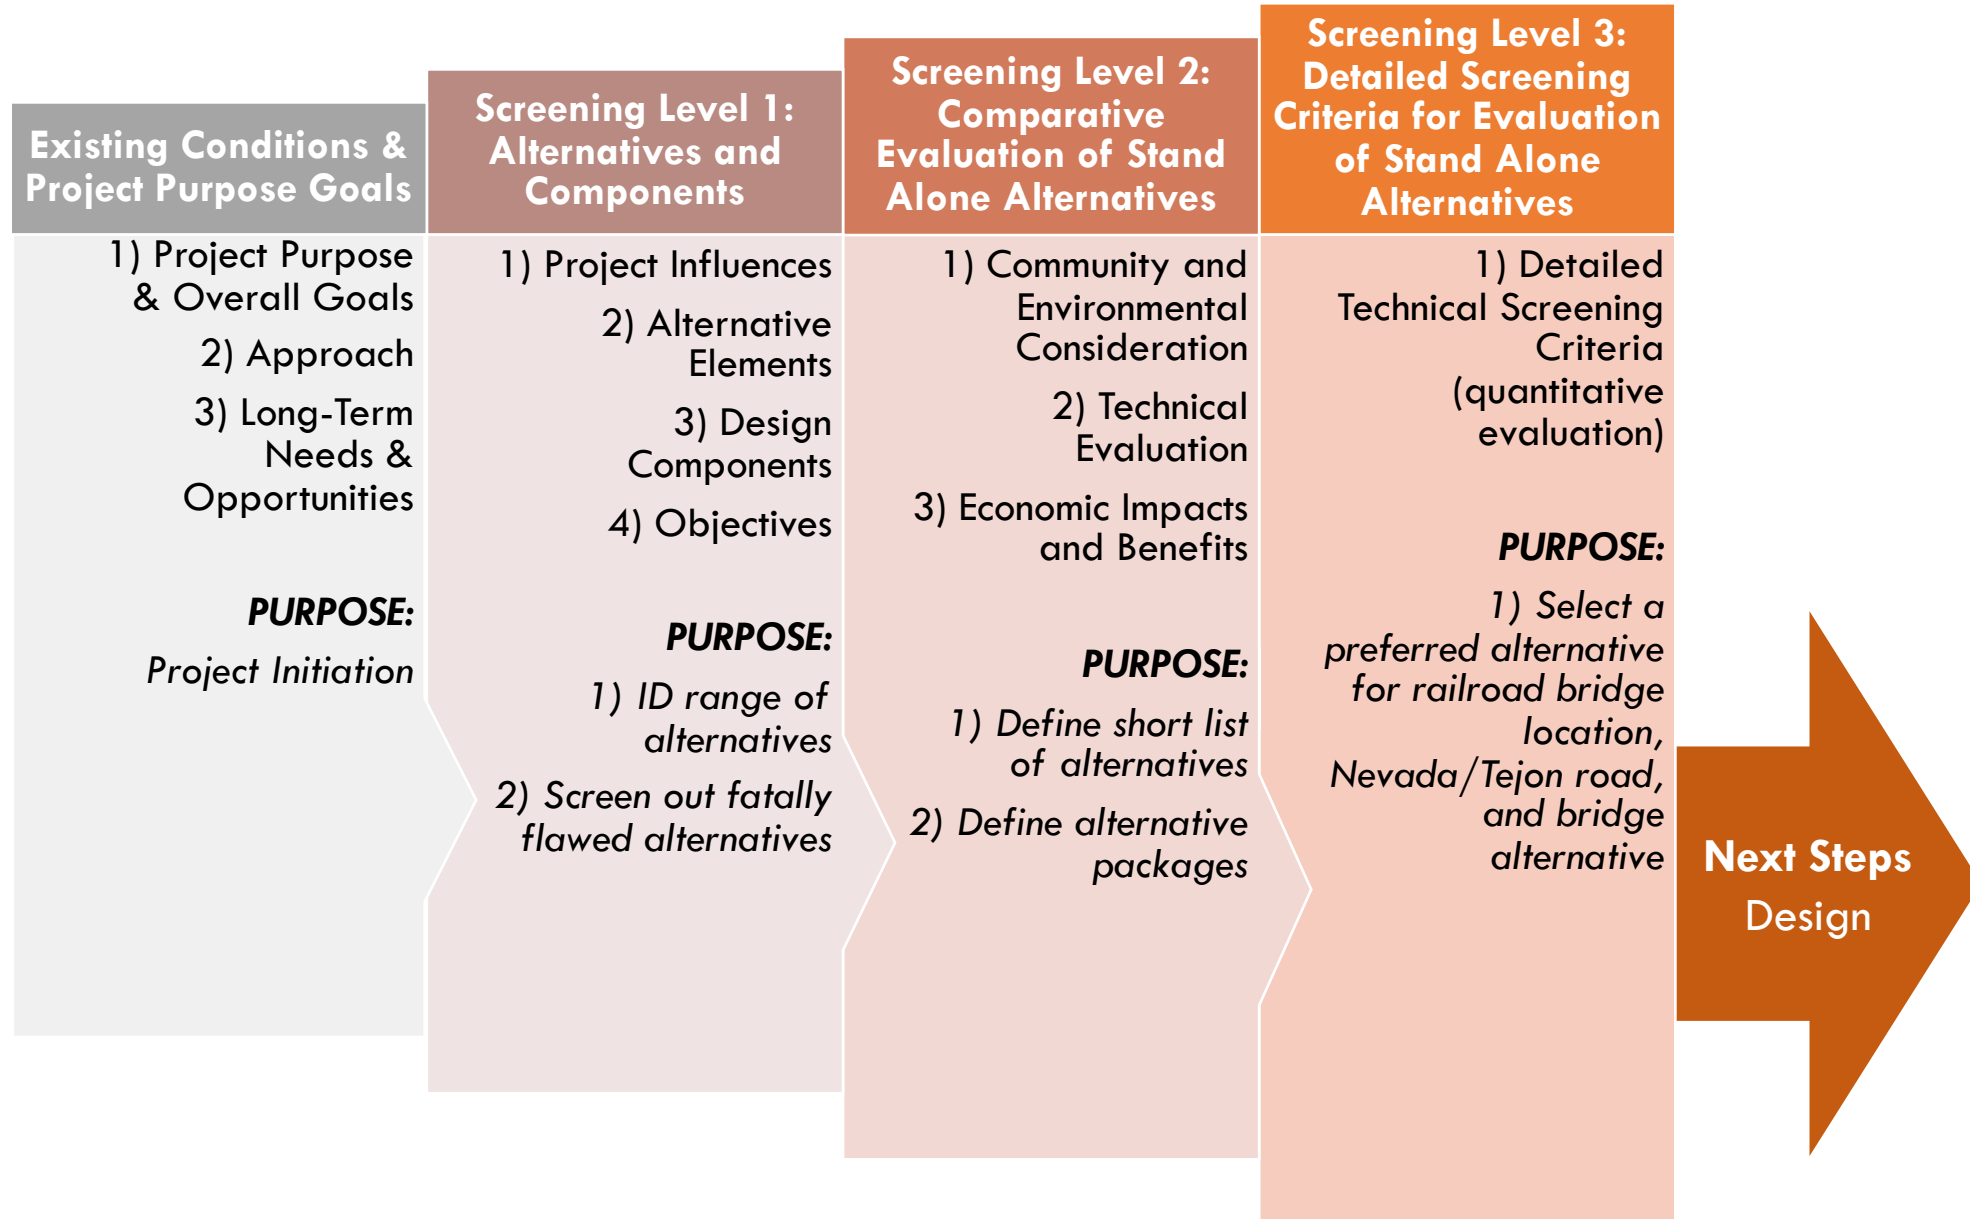 Existing Conditions &
Project Purpose Goals
1) Project Purpose
& Overall Goals
2) Approach
3) Long-Term
Needs &
Opportunities
PURPOSE:
Project Initiation
Screening Level 1:
Alternatives and
Components
1) Project Influences
2) Alternative
Elements
3) Design
Components
4) Objectives
PURPOSE:
1) ID range of
alternatives
2) Screen out fatally
flawed alternatives
Screening Level 2:
Comparative
Evaluation of Stand
Alone Alternatives
1) Community and
Environmental
Consideration
2) Technical
Evaluation
3) Economic Impacts
and Benefits
PURPOSE:
1) Define short list
of alternatives
2) Define alternative
packages
Screening Level 3:
Detailed Screening
Criteria for Evaluation
of Stand Alone
Alternatives
1) Detailed
Technical Screening
Criteria
(quantitative
evaluation)
PURPOSE:
1) Select a
preferred alternative
for railroad bridge
location,
Nevada/Tejon road,
and bridge
alternative
Next Steps
Design